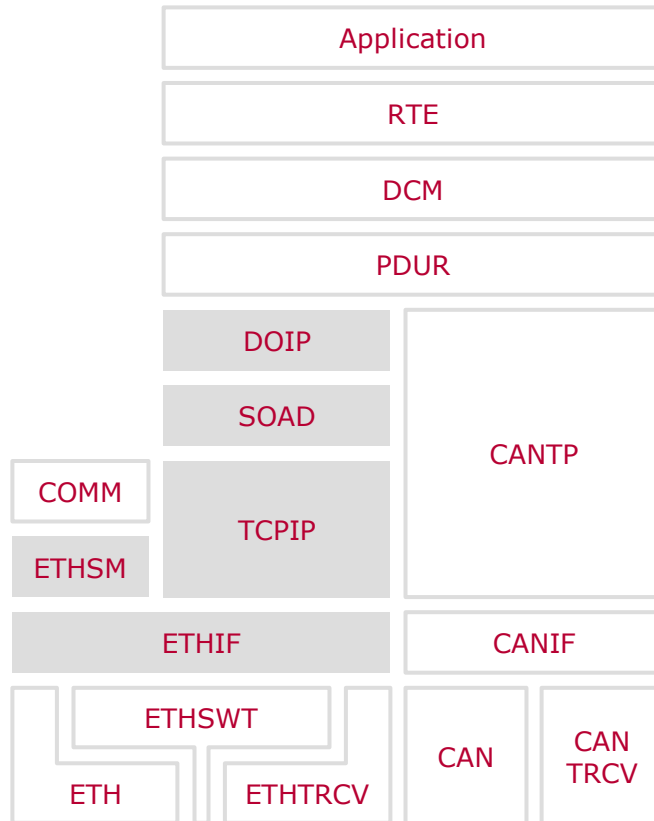 Application
RTE
DCM
PDUR
DOIP
SOAD
CANTP
COMM
TCPIP
ETHSM
ETHIF
CANIF
ETHSWT
CAN
CAN
TRCV
ETH
ETHTRCV